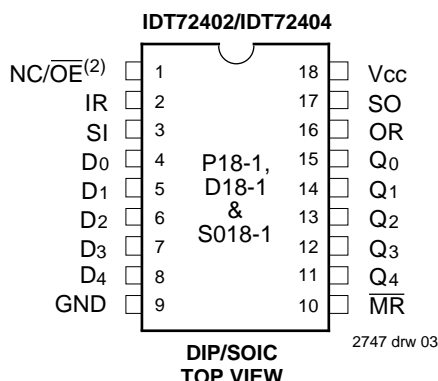 IDT72402/IDT72404
NC/OE(2) 1 18 Vcc
IR 2 17 SO
SI 3 16 OR
D0 4 15 Q0
D1 5 14 Q1
D2 6 13 Q2
D3 7 12 Q3
D4 8 11 Q4
GND 9 10 MR
P18-1,
D18-1
&
S018-1
2747 drw 03
DIP/SOIC
TOP VIEW